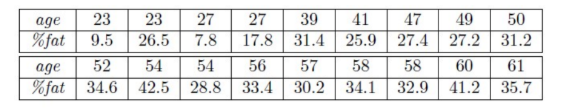 age 23 23 27 27 39 41 47 49 50
%fat 9.5 26.5 7.8 17.8 31.4 25.9 27.4 27.2 31.2
age 52 54 54 56 57 58 58 60 61
%fat 34.6 42.5 28.8 33.4 30.2 34.1 32.9 41.2 35.7